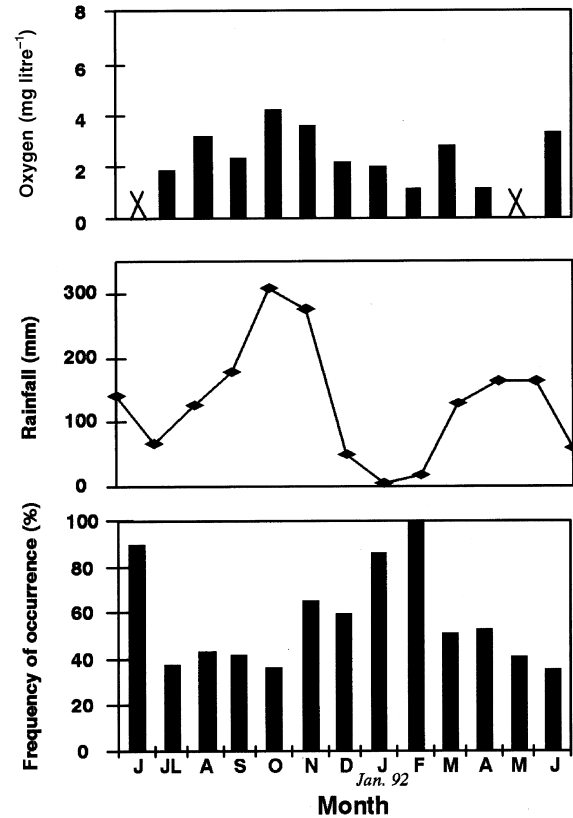 Oxygen (mg litre⁻¹)
8
6
4
2
0
X
X
Rainfall (mm)
300
200
100
0
Frequency of occurrence (%)
100
80
60
40
20
0
J JL A S O N D J F M A M J
Jan. 92
Month